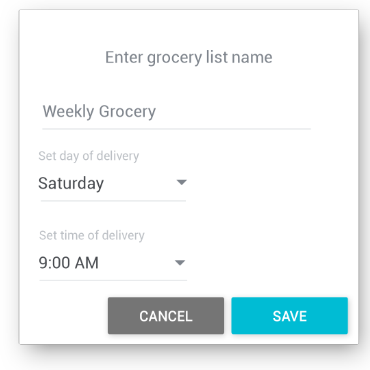 Enter grocery list name
Weekly Grocery
Set day of delivery
Saturday
Set time of delivery
9:00 AM
CANCEL SAVE